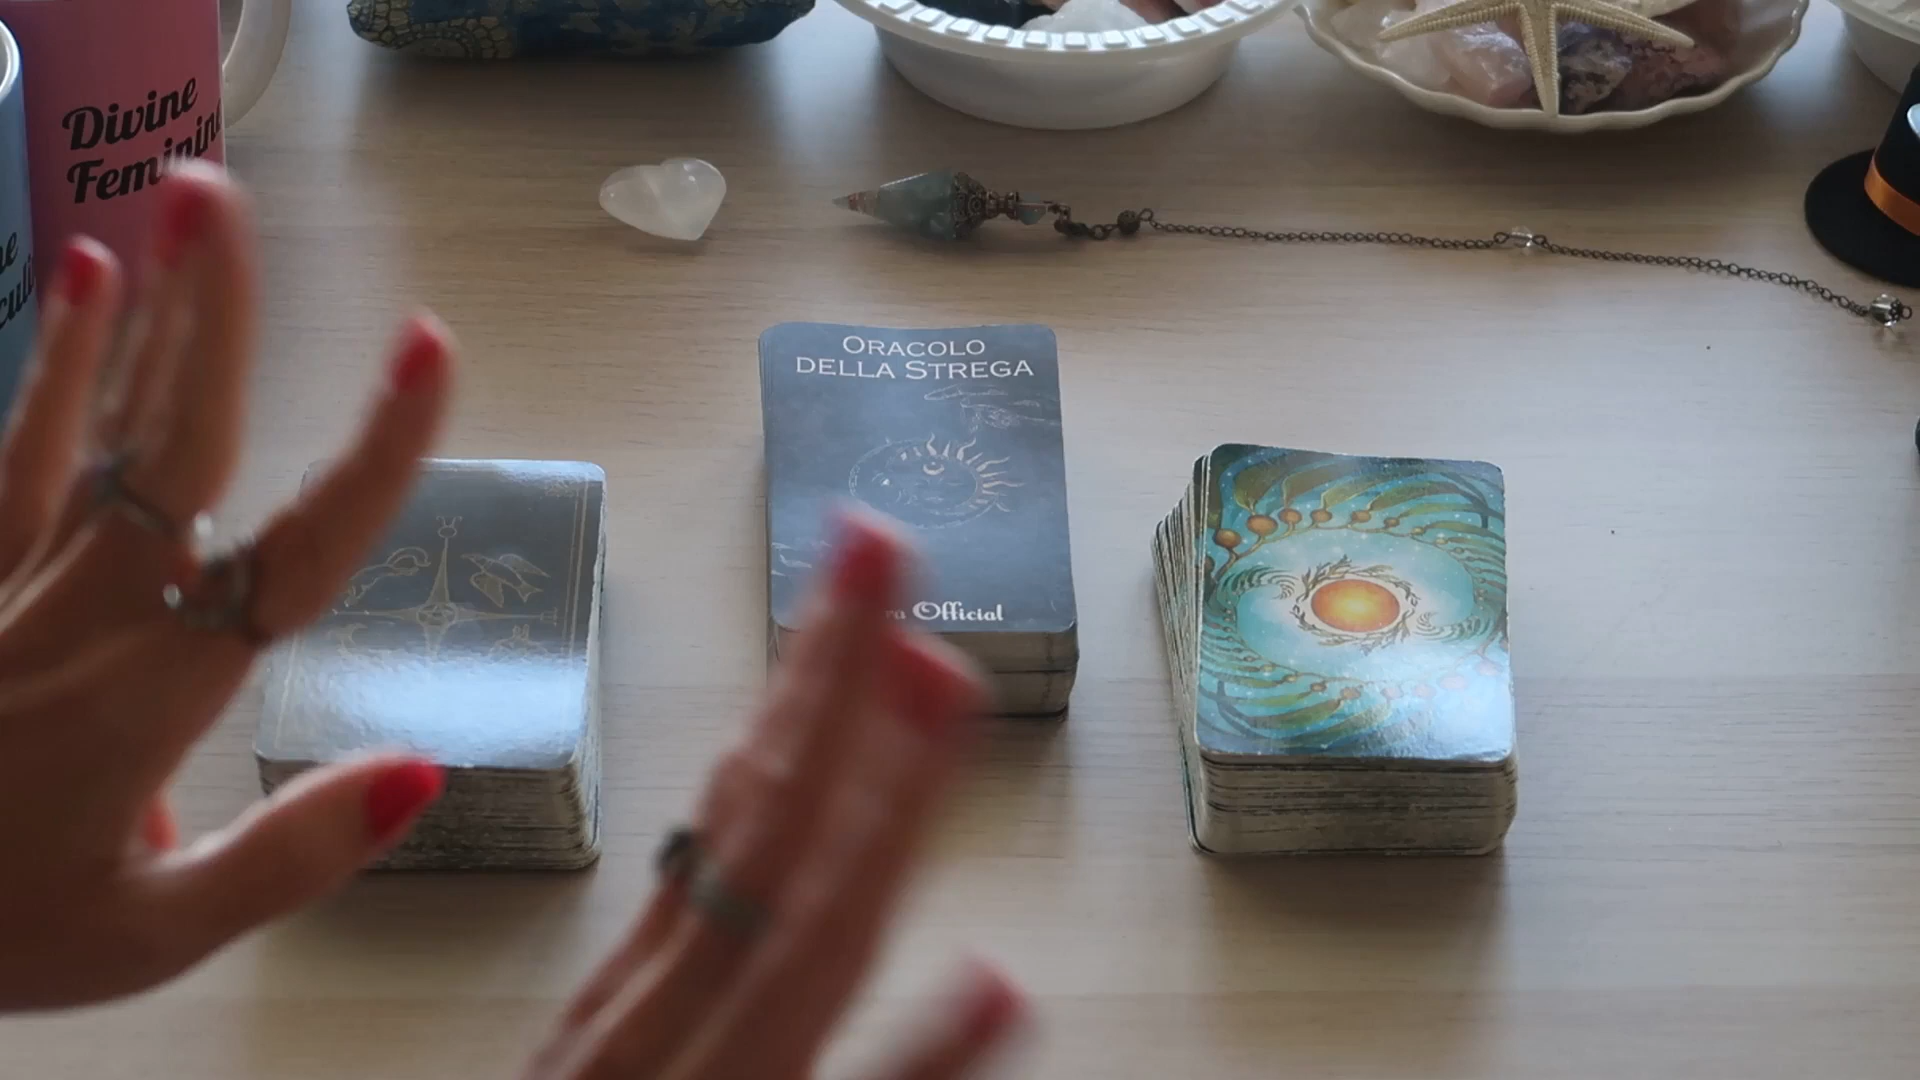 Divine
Feminine
ORACOLO
DELLA STREGA
Official